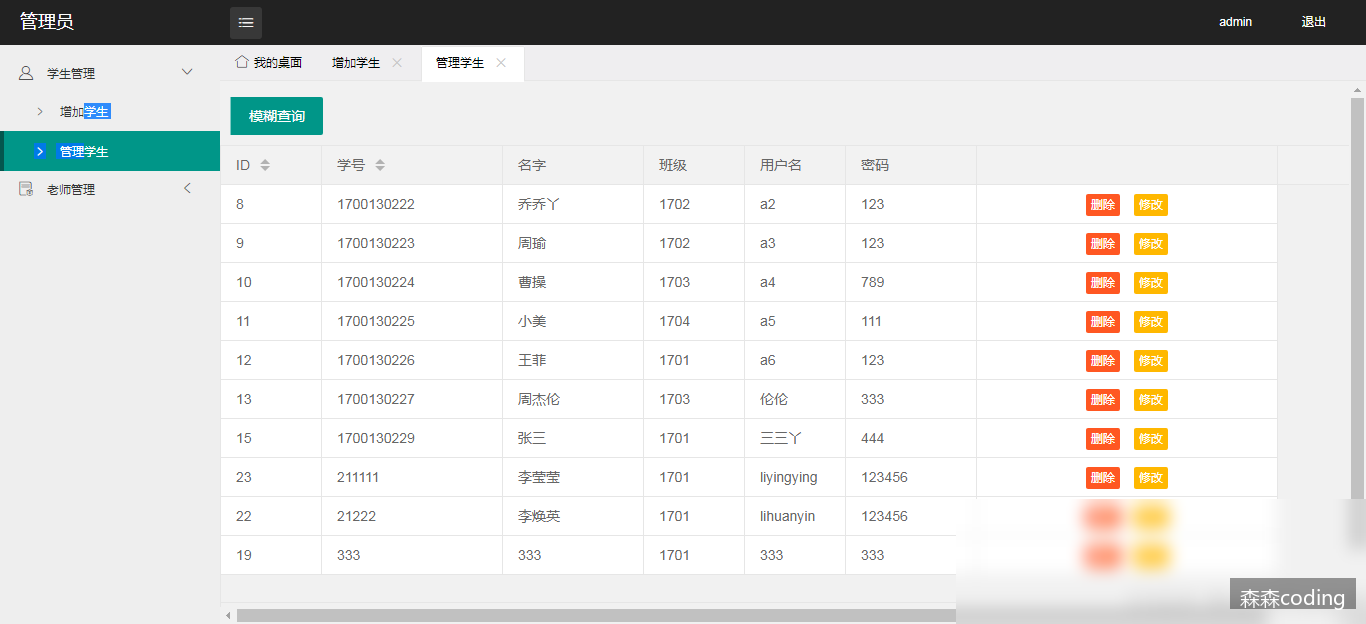 管理员 admin 退出
学生管理
增加学生
管理学生
老师管理
我的桌面 增加学生 管理学生
模糊查询
ID 学号 名字 班级 用户名 密码
8 1700130222 乔乔丫 1702 a2 123 删除 修改
9 1700130223 周瑜 1702 a3 123 删除 修改
10 1700130224 曹操 1703 a4 789 删除 修改
11 1700130225 小美 1704 a5 111 删除 修改
12 1700130226 王菲 1701 a6 123 删除 修改
13 1700130227 周杰伦 1703 伦伦 333 删除 修改
15 1700130229 张三 1701 三三丫 444 删除 修改
23 211111 李莹莹 1701 liyingying 123456 删除 修改
22 21222 李焕英 1701 lihuanyin 123456
19 333 333 1701 333 333
森森coding